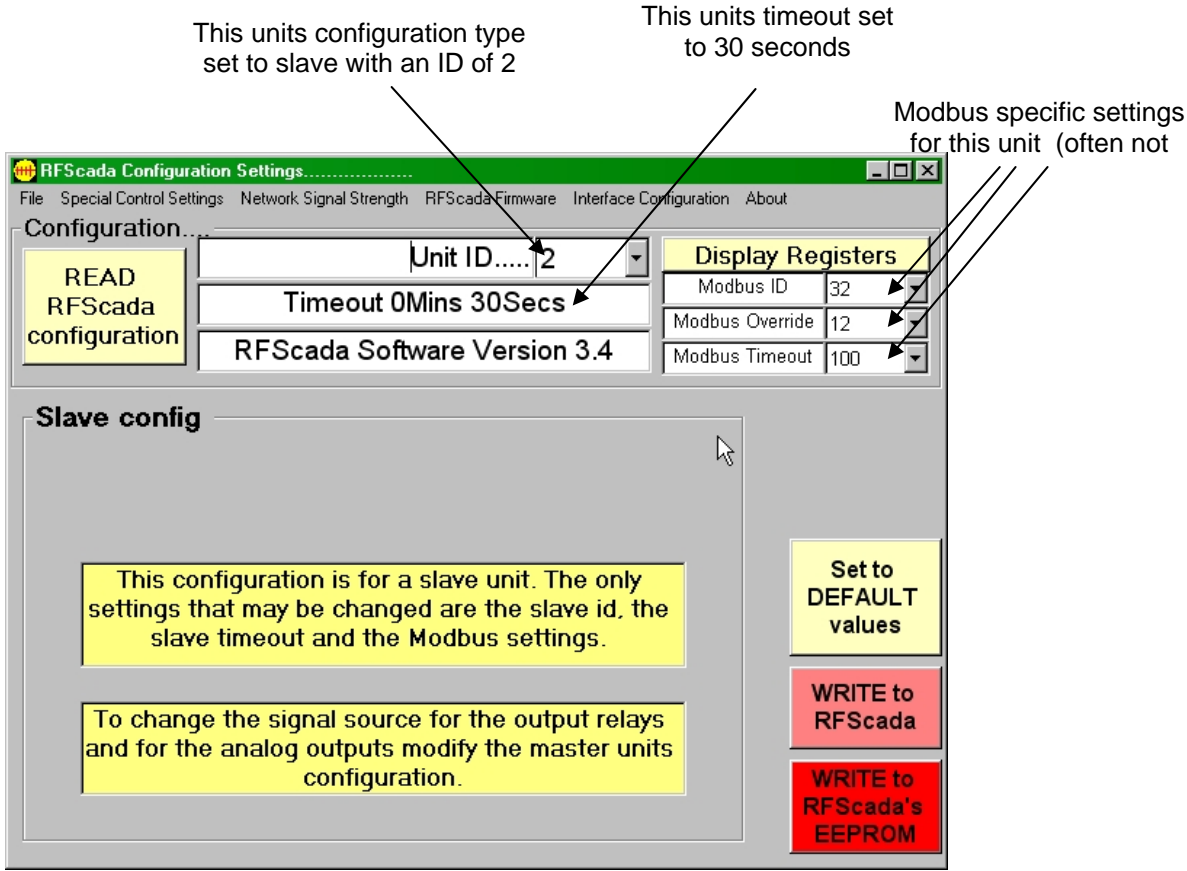 This units configuration type
set to slave with an ID of 2
This units timeout set
to 30 seconds
Modbus specific settings
for this unit (often not
RFScada Configuration Settings...................
File Special Control Settings Network Signal Strength RFScada Firmware Interface Configuration About
Configuration....
READ
RFScada
configuration
Unit ID..... 2
Timeout 0Mins 30Secs
RFScada Software Version 3.4
Display Registers
Modbus ID 32
Modbus Override 12
Modbus Timeout 100
Slave config
This configuration is for a slave unit. The only
settings that may be changed are the slave id, the
slave timeout and the Modbus settings.
To change the signal source for the output relays
and for the analog outputs modify the master units
configuration.
Set to
DEFAULT
values
WRITE to
RFScada
WRITE to
RFScada's
EEPROM